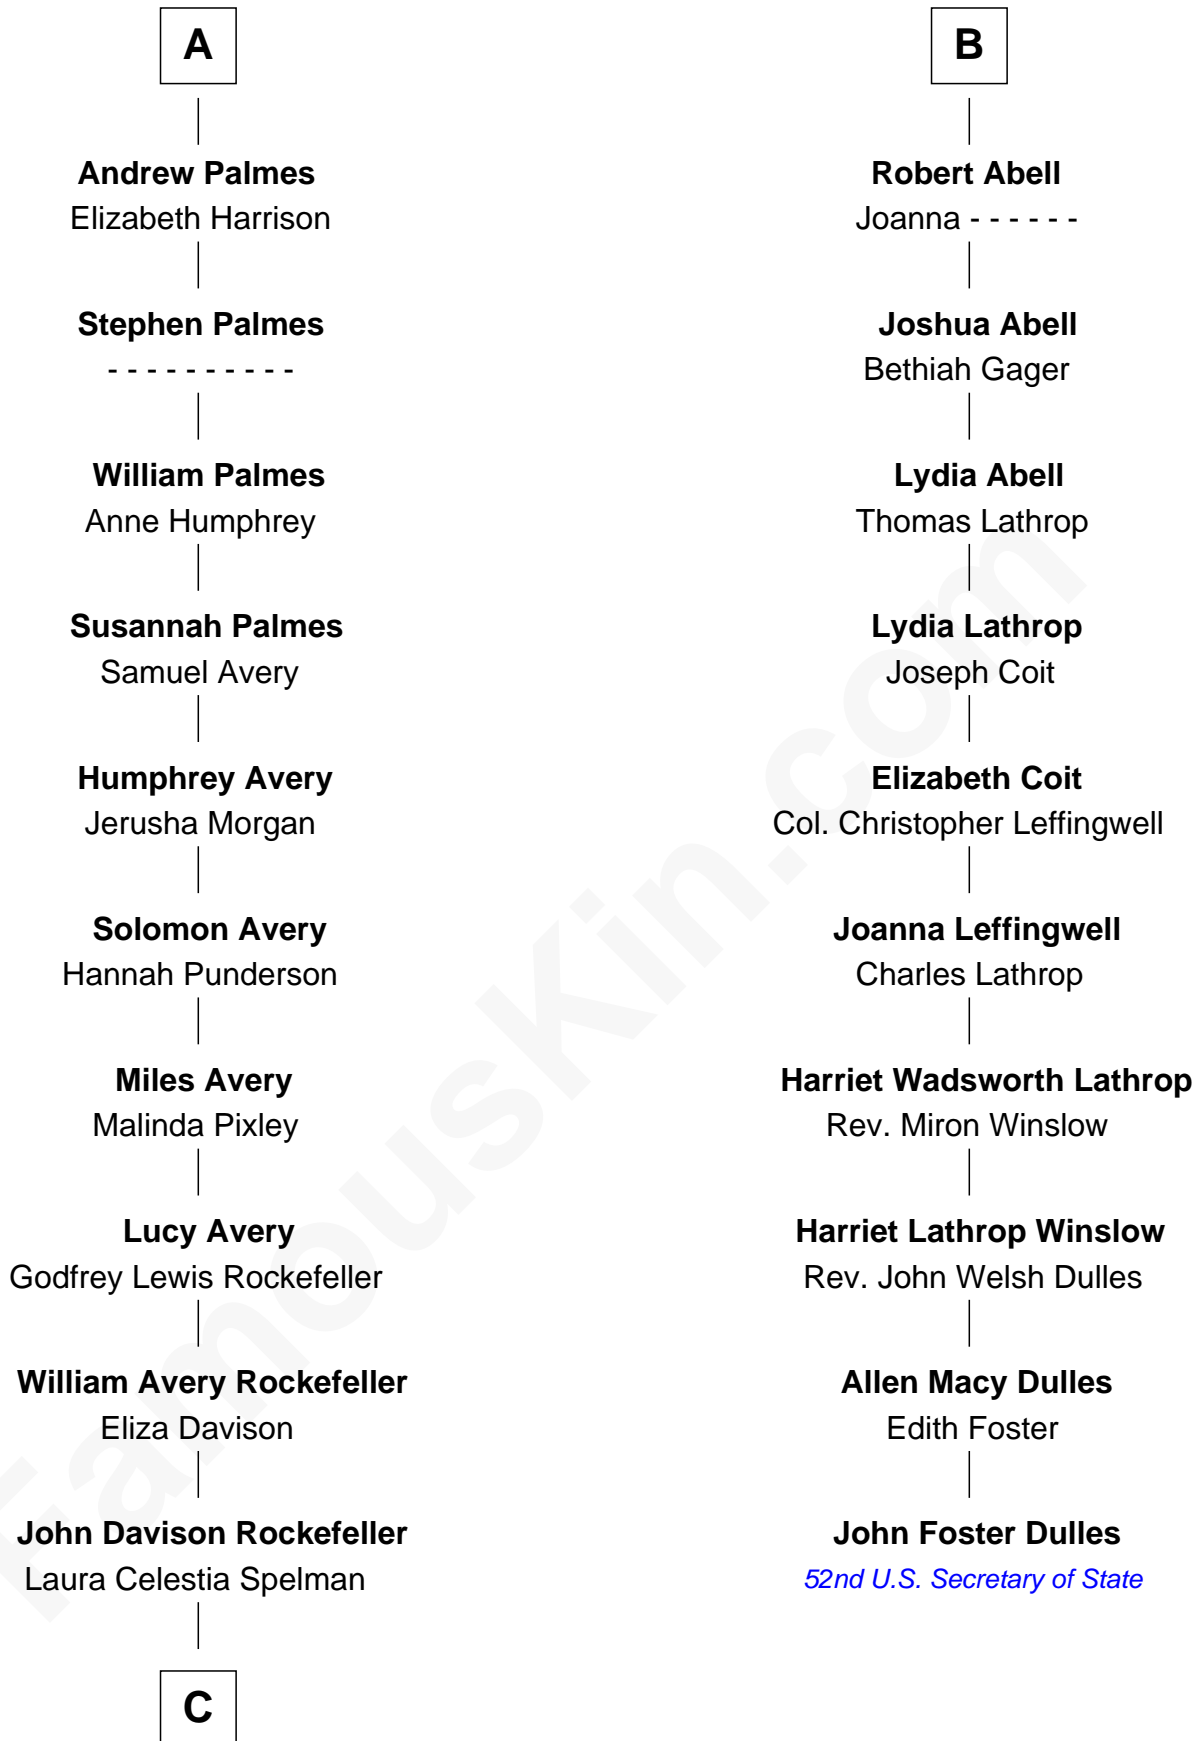 A
Andrew Palmes
Elizabeth Harrison
Stephen Palmes
- - - - - - - - - -
William Palmes
Anne Humphrey
Susannah Palmes
Samuel Avery
Humphrey Avery
Jerusha Morgan
Solomon Avery
Hannah Punderson
Miles Avery
Malinda Pixley
Lucy Avery
Godfrey Lewis Rockefeller
William Avery Rockefeller
Eliza Davison
John Davison Rockefeller
Laura Celestia Spelman
C
B
Robert Abell
Joanna - - - - - -
Joshua Abell
Bethiah Gager
Lydia Abell
Thomas Lathrop
Lydia Lathrop
Joseph Coit
Elizabeth Coit
Col. Christopher Leffingwell
Joanna Leffingwell
Charles Lathrop
Harriet Wadsworth Lathrop
Rev. Miron Winslow
Harriet Lathrop Winslow
Rev. John Welsh Dulles
Allen Macy Dulles
Edith Foster
John Foster Dulles
52nd U.S. Secretary of State
FamousKin.com